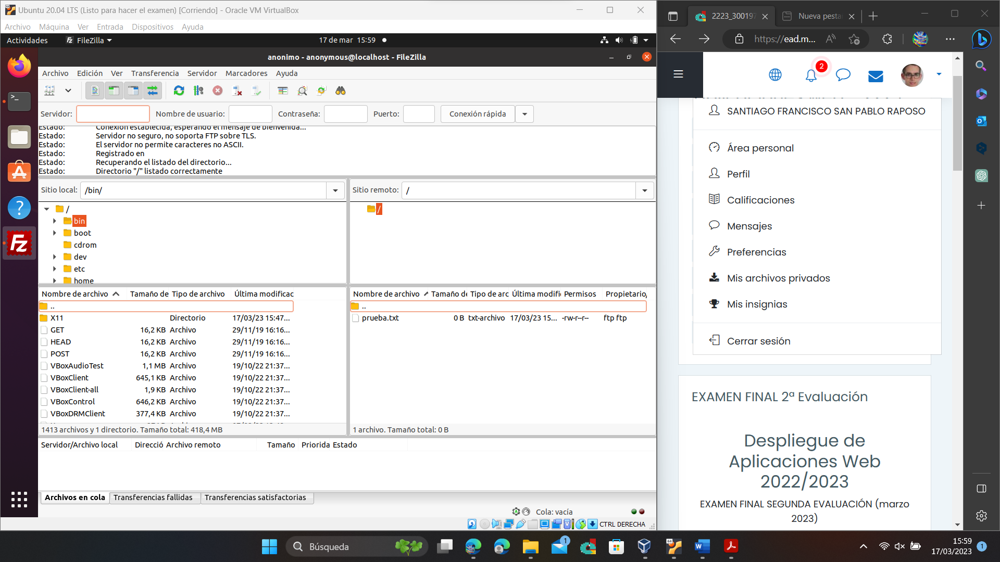 Ubuntu 20.04 LTS (Listo para hacer el examen) [Corriendo] - Oracle VM VirtualBox
Archivo Máquina Ver Entrada Dispositivos Ayuda
Actividades FileZilla 17 de mar 15:59
anonimo - anonymous@localhost - FileZilla
Archivo Edición Ver Transferencia Servidor Marcadores Ayuda
Servidor: Nombre de usuario: Contraseña: Puerto: Conexión rápida
Estado: Conexión establecida, esperando el mensaje de bienvenida...
Estado: Servidor no seguro, no soporta FTP sobre TLS.
Estado: El servidor no permite caracteres no ASCII.
Estado: Registrado en
Estado: Recuperando el listado del directorio...
Estado: Directorio "/" listado correctamente
Sitio local: /bin/
/
bin
boot
cdrom
dev
etc
home
Sitio remoto: /
/
Nombre de archivo Tamaño de Tipo de archivo Última modificac
..
X11 Directorio 17/03/23 15:47...
GET 16,2 KB Archivo 29/11/19 16:16...
HEAD 16,2 KB Archivo 29/11/19 16:16...
POST 16,2 KB Archivo 29/11/19 16:16...
VBoxAudioTest 1,1 MB Archivo 19/10/22 21:37...
VBoxClient 645,1 KB Archivo 19/10/22 21:37...
VBoxClient-all 1,9 KB Archivo 19/10/22 21:37...
VBoxControl 646,2 KB Archivo 19/10/22 21:37...
VBoxDRMClient 377,4 KB Archivo 19/10/22 21:37...
1413 archivos y 1 directorio. Tamaño total: 418,4 MB
Nombre de archivo Tamaño de Tipo de arc Última modifi Permisos Propietario/
..
prueba.txt 0 B txt-archivo 17/03/23 15... -rw-r--r-- ftp ftp
1 archivo. Tamaño total: 0 B
Servidor/Archivo local Direcció Archivo remoto Tamaño Priorida Estado
Archivos en cola Transferencias fallidas Transferencias satisfactorias
Cola: vacía
CTRL DERECHA
2223_300197
Nueva pesta
https://ead.m...
2
SANTIAGO FRANCISCO SAN PABLO RAPOSO
Área personal
Perfil
Calificaciones
Mensajes
Preferencias
Mis archivos privados
Mis insignias
Cerrar sesión
EXAMEN FINAL 2ª Evaluación
Despliegue de
Aplicaciones Web
2022/2023
EXAMEN FINAL SEGUNDA EVALUACIÓN (marzo
2023)
Búsqueda
1
15:59
17/03/2023
1